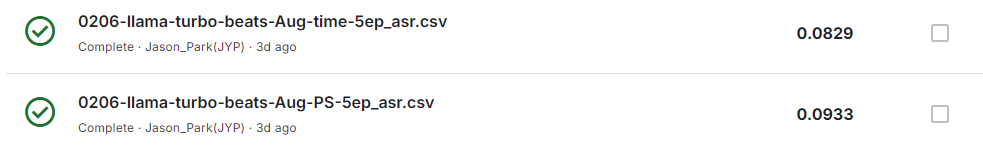 0206-llama-turbo-beats-Aug-time-5ep_asr.csv
Complete · Jason_Park(JYP) · 3d ago
0.0829
0206-llama-turbo-beats-Aug-PS-5ep_asr.csv
Complete · Jason_Park(JYP) · 3d ago
0.0933